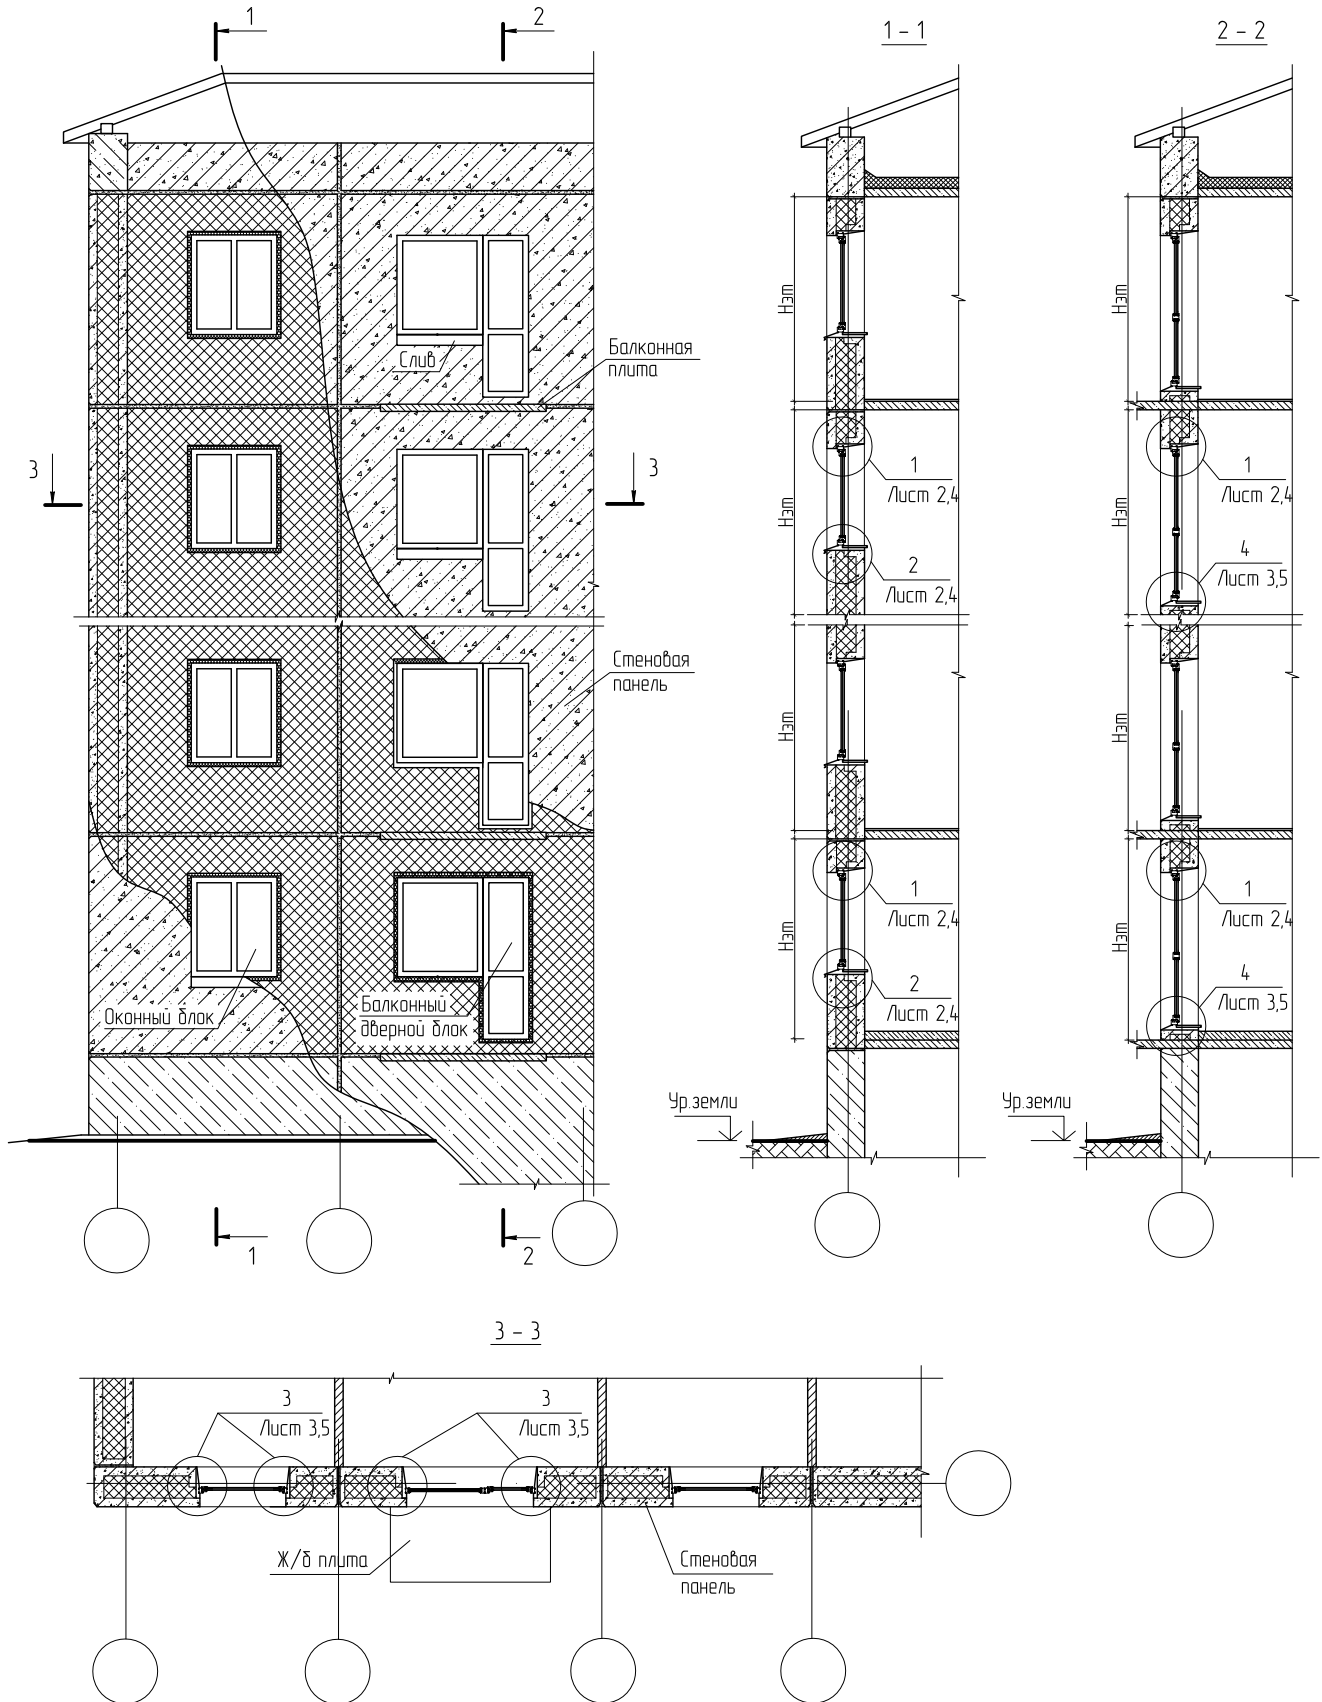 1
2
1 - 1
2 - 2
Слив
Балконная
плита
Нэт
Нэт
3
3
1
Лист 2,4
1
Лист 2,4
Нэт
Нэт
2
Лист 2,4
4
Лист 3,5
Стеновая
панель
Нэт
Нэт
1
Лист 2,4
1
Лист 2,4
Нэт
Нэт
2
Лист 2,4
4
Лист 3,5
Оконный блок
Балконный
дверной блок
Ур.земли
Ур.земли
1
2
3 - 3
3
Лист 3,5
3
Лист 3,5
Ж/б плита
Стеновая
панель